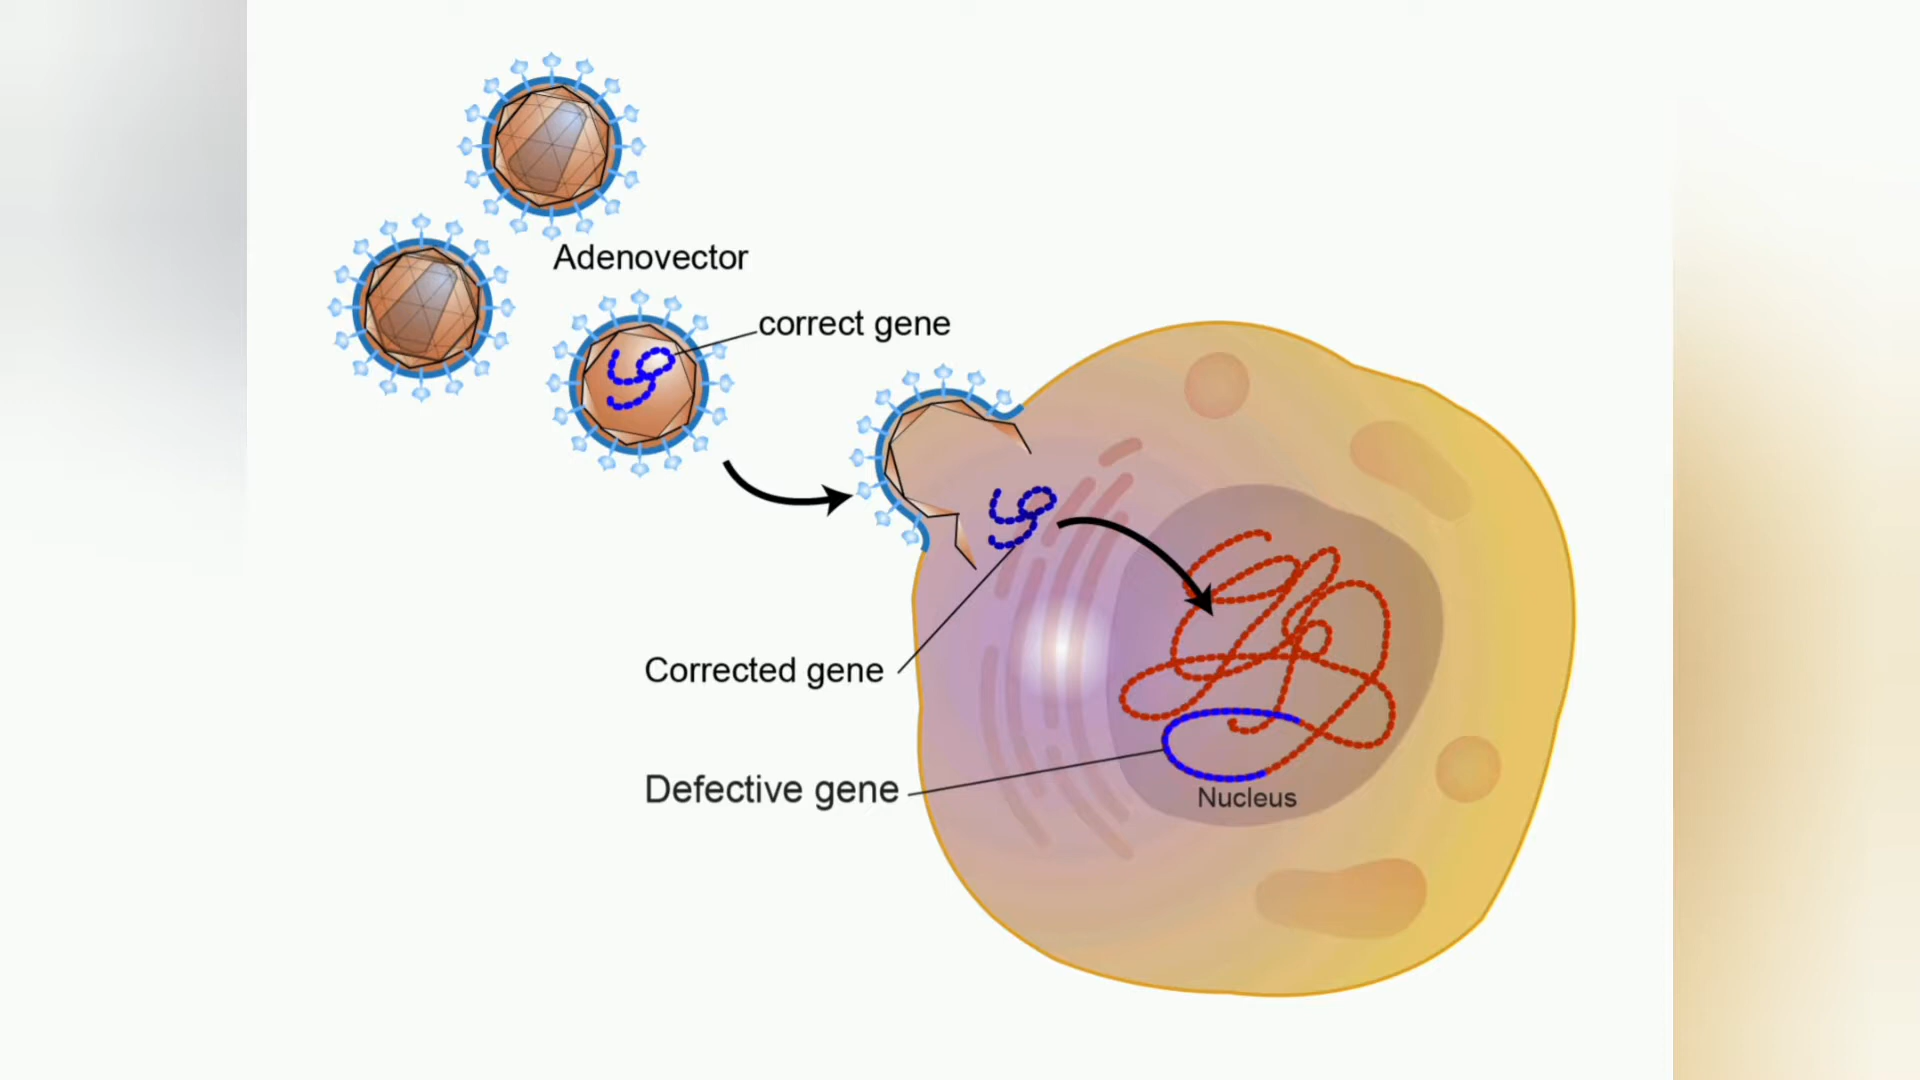 Adenovector
correct gene
Corrected gene
Defective gene
Nucleus